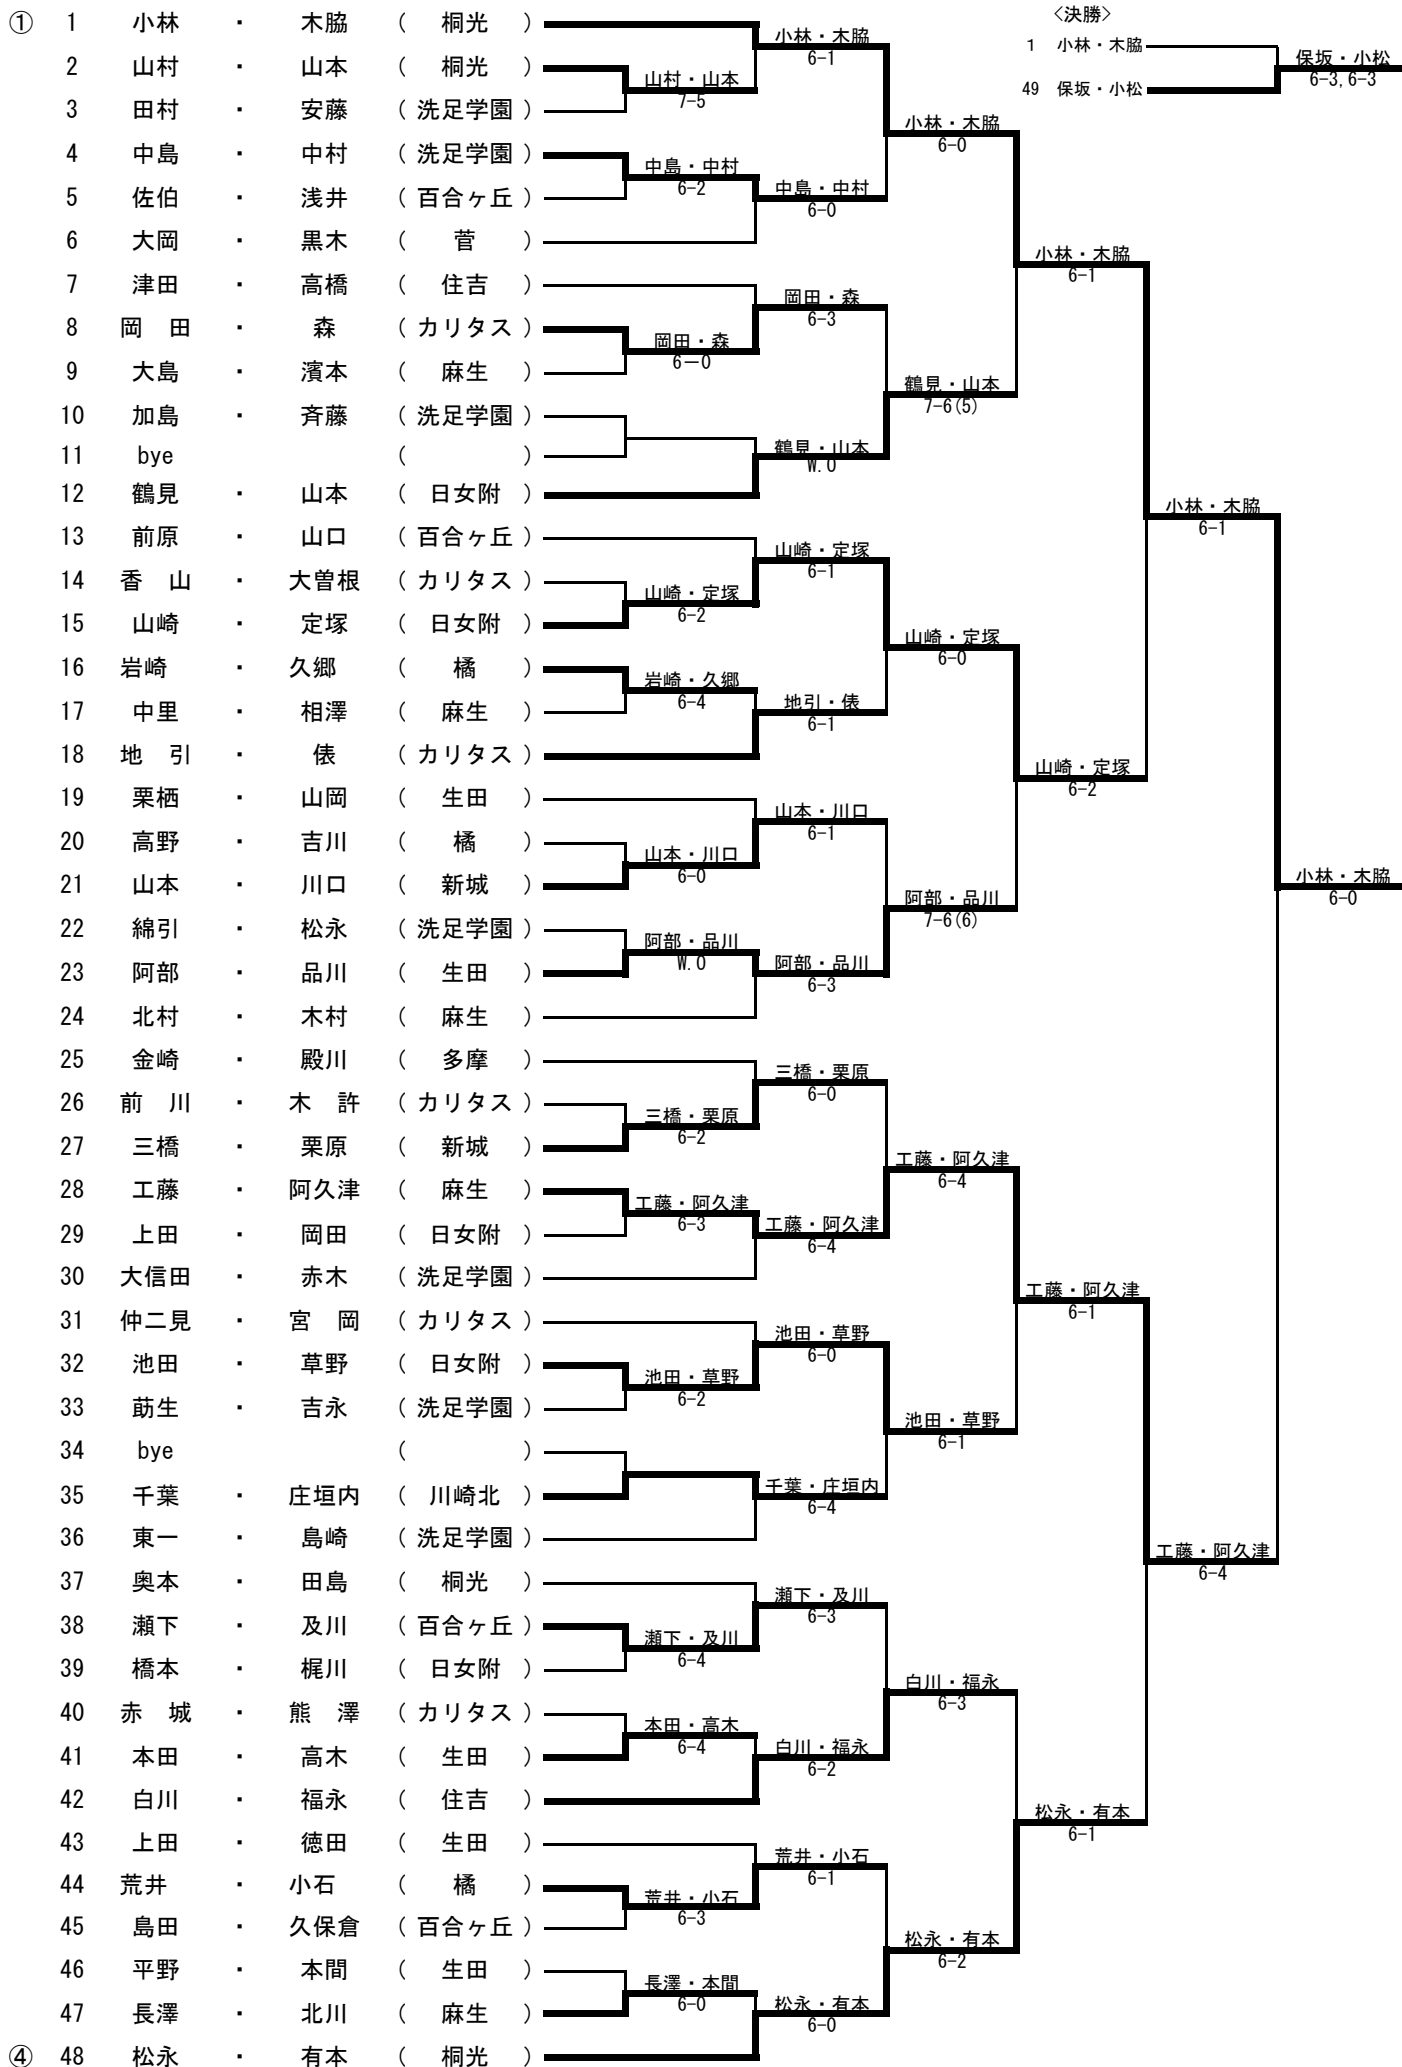 ① 1 小林 ・ 木脇 ( 桐光 )
2 山村 ・ 山本 ( 桐光 )
3 田村 ・ 安藤 ( 洗足学園 )
4 中島 ・ 中村 ( 洗足学園 )
5 佐伯 ・ 浅井 ( 百合ヶ丘 )
6 大岡 ・ 黒木 ( 菅 )
7 津田 ・ 高橋 ( 住吉 )
8 岡 田 ・ 森 ( カリタス )
9 大島 ・ 濱本 ( 麻生 )
10 加島 ・ 斉藤 ( 洗足学園 )
11 bye ( )
12 鶴見 ・ 山本 ( 日女附 )
13 前原 ・ 山口 ( 百合ヶ丘 )
14 香 山 ・ 大曽根 ( カリタス )
15 山崎 ・ 定塚 ( 日女附 )
16 岩崎 ・ 久郷 ( 橘 )
17 中里 ・ 相澤 ( 麻生 )
18 地 引 ・ 俵 ( カリタス )
19 栗栖 ・ 山岡 ( 生田 )
20 高野 ・ 吉川 ( 橘 )
21 山本 ・ 川口 ( 新城 )
22 綿引 ・ 松永 ( 洗足学園 )
23 阿部 ・ 品川 ( 生田 )
24 北村 ・ 木村 ( 麻生 )
25 金崎 ・ 殿川 ( 多摩 )
26 前 川 ・ 木 許 ( カリタス )
27 三橋 ・ 栗原 ( 新城 )
28 工藤 ・ 阿久津 ( 麻生 )
29 上田 ・ 岡田 ( 日女附 )
30 大信田 ・ 赤木 ( 洗足学園 )
31 仲二見 ・ 宮 岡 ( カリタス )
32 池田 ・ 草野 ( 日女附 )
33 莇生 ・ 吉永 ( 洗足学園 )
34 bye ( )
35 千葉 ・ 庄垣内 ( 川崎北 )
36 東一 ・ 島崎 ( 洗足学園 )
37 奥本 ・ 田島 ( 桐光 )
38 瀬下 ・ 及川 ( 百合ヶ丘 )
39 橋本 ・ 梶川 ( 日女附 )
40 赤 城 ・ 熊 澤 ( カリタス )
41 本田 ・ 高木 ( 生田 )
42 白川 ・ 福永 ( 住吉 )
43 上田 ・ 徳田 ( 生田 )
44 荒井 ・ 小石 ( 橘 )
45 島田 ・ 久保倉 ( 百合ヶ丘 )
46 平野 ・ 本間 ( 生田 )
47 長澤 ・ 北川 ( 麻生 )
④ 48 松永 ・ 有本 ( 桐光 )
山村・山本
7-5
中島・中村
6-2
岡田・森
6－0
山崎・定塚
6-2
岩崎・久郷
6-4
山本・川口
6-0
阿部・品川
W.O
三橋・栗原
6-2
工藤・阿久津
6-3
池田・草野
6-2
瀬下・及川
6-4
本田・高木
6-4
荒井・小石
6-3
長澤・本間
6-0
小林・木脇
6-1
中島・中村
6-0
岡田・森
6-3
鶴見・山本
W.O
山崎・定塚
6-1
地引・俵
6-1
山本・川口
6-1
阿部・品川
6-3
三橋・栗原
6-0
工藤・阿久津
6-4
池田・草野
6-0
千葉・庄垣内
6-4
瀬下・及川
6-3
白川・福永
6-2
荒井・小石
6-1
松永・有本
6-0
小林・木脇
6-0
鶴見・山本
7-6(5)
山崎・定塚
6-0
阿部・品川
7-6(6)
工藤・阿久津
6-4
池田・草野
6-1
白川・福永
6-3
松永・有本
6-2
小林・木脇
6-1
山崎・定塚
6-2
工藤・阿久津
6-1
松永・有本
6-1
小林・木脇
6-1
工藤・阿久津
6-4
小林・木脇
6-0
〈決勝〉
1 小林・木脇
49 保坂・小松
保坂・小松
6-3,6-3